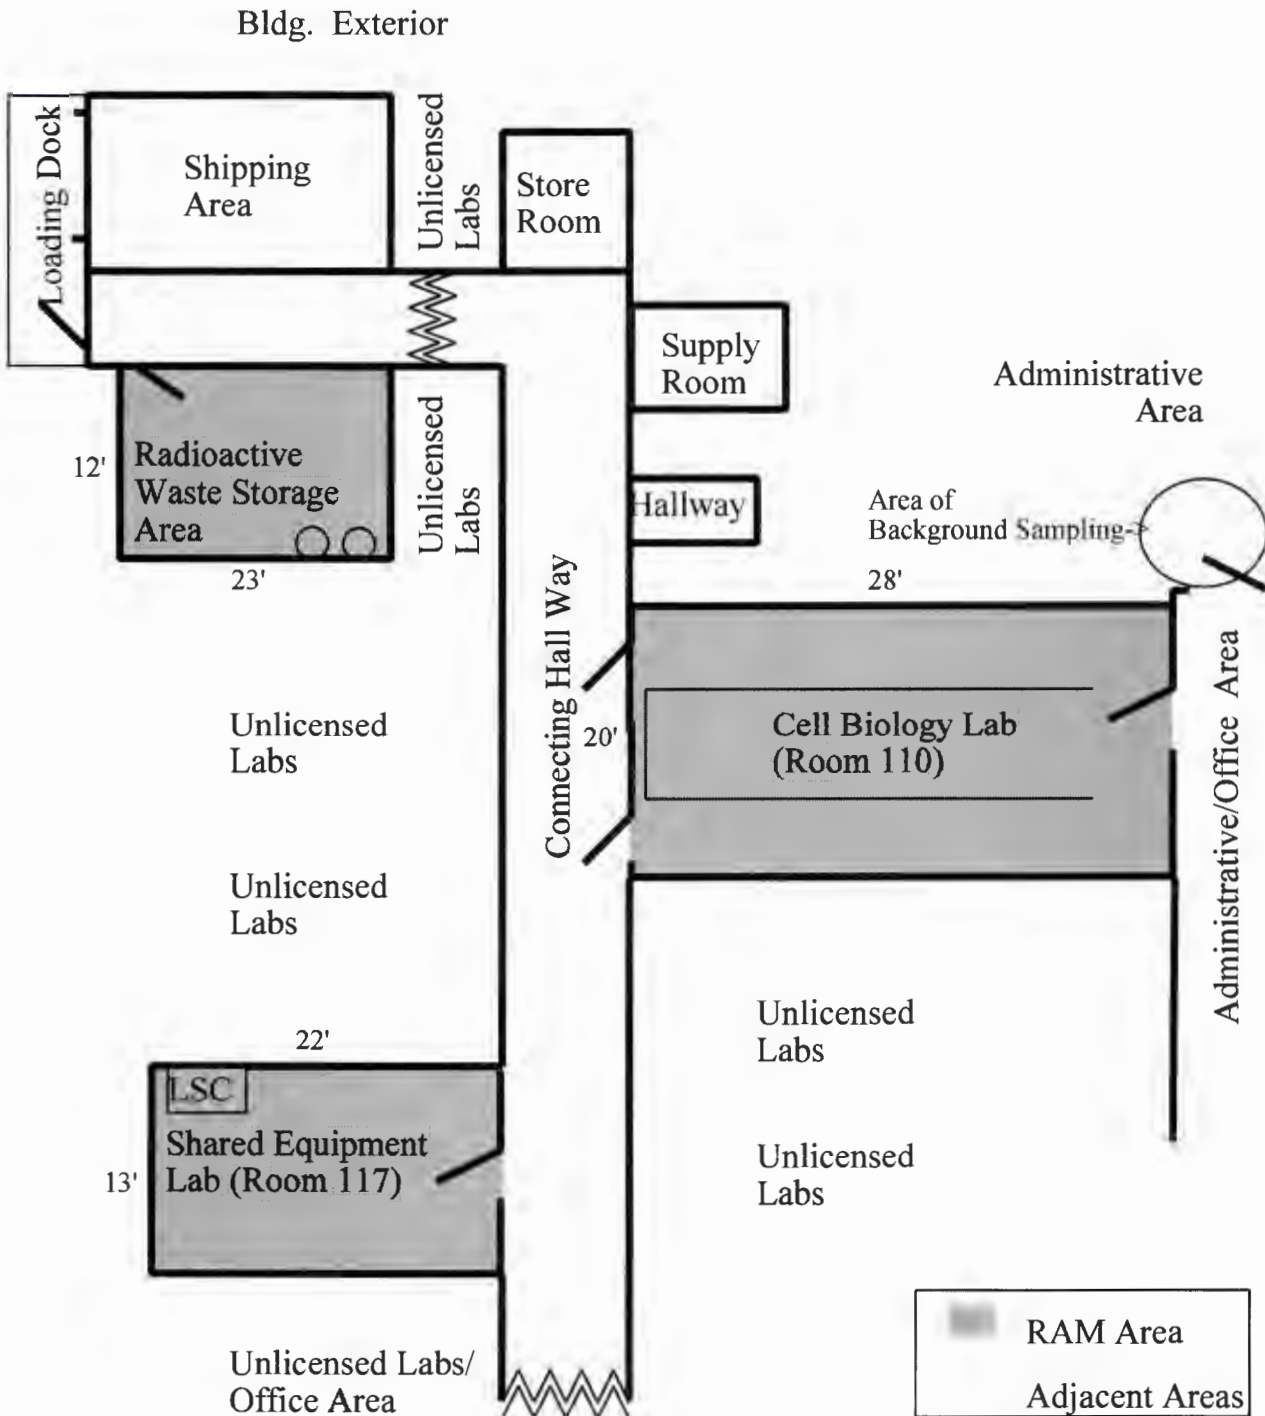 Bldg. Exterior
Loading Dock
Shipping
Area
Unlicensed
Labs
Store
Room
Supply
Room
Administrative
Area
12'
Radioactive
Waste Storage
Area
23'
Unlicensed
Labs
Hallway
Area of
Background Sampling->
28'
Connecting Hall Way
20'
Cell Biology Lab
(Room 110)
Administrative/Office Area
Unlicensed
Labs
Unlicensed
Labs
22'
LSC
Shared Equipment
Lab (Room 117)
13'
Unlicensed
Labs
Unlicensed
Labs
Unlicensed Labs/
Office Area
RAM Area
Adjacent Areas